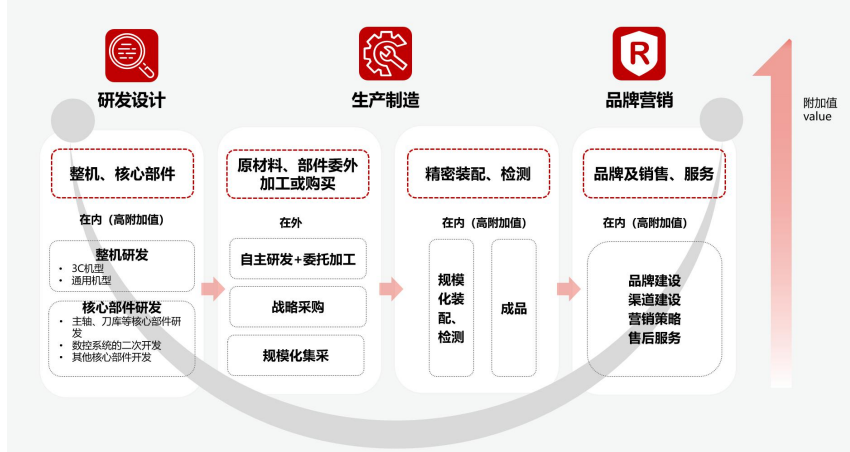 R
研发设计
生产制造
品牌营销
附加值
value
整机、核心部件
在内（高附加值）
整机研发
• 3C机型
• 通用机型
核心部件研发
• 主轴、刀库等核心部件研
发
• 数控系统的二次开发
• 其他核心部件开发
原材料、部件委外
加工或购买
在外
自主研发+委托加工
战略采购
规模化集采
精密装配、检测
在内（高附加值）
规模
化装
配、
检测
成品
品牌及销售、服务
在内（高附加值）
品牌建设
渠道建设
营销策略
售后服务